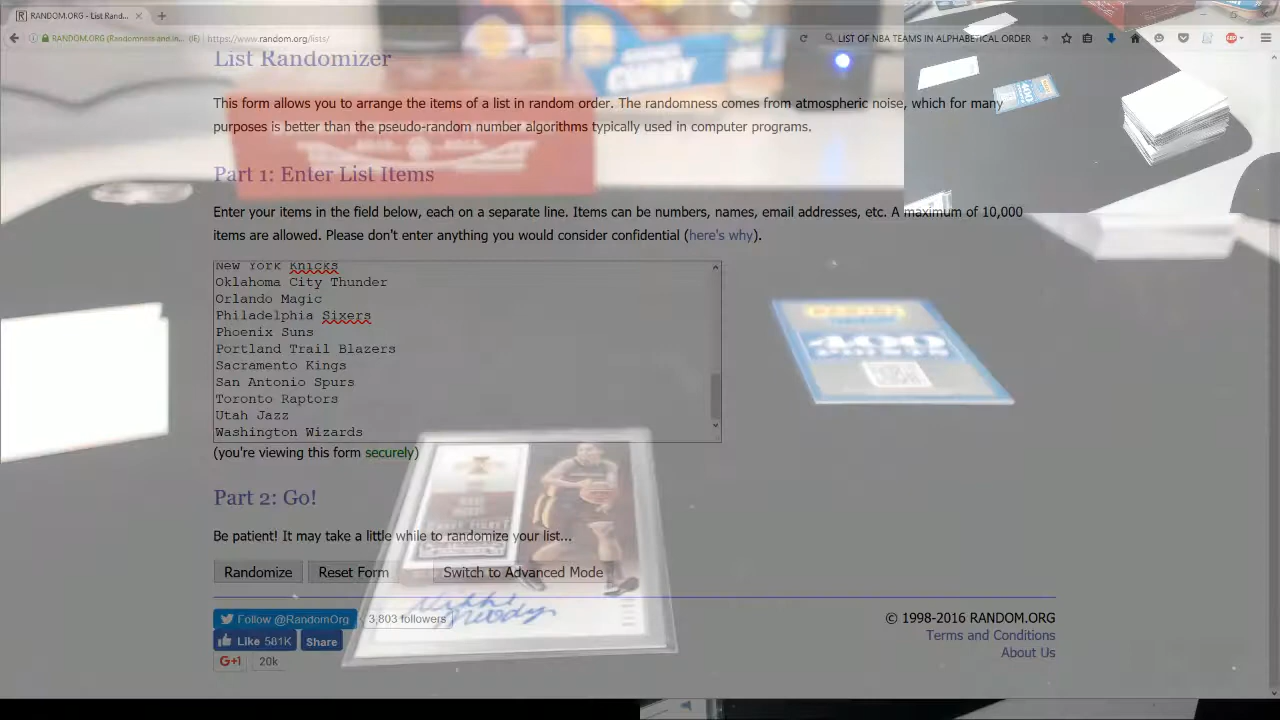 RANDOM.ORG - List Rand...
RANDOM.ORG (Randomness and In... (IE)
https://www.random.org/lists/
LIST OF NBA TEAMS IN ALPHABETICAL ORDER
List Randomizer
CURRY
This form allows you to arrange the items of a list in random order. The randomness comes from atmospheric noise, which for many
purposes is better than the pseudo-random number algorithms typically used in computer programs.
Part 1: Enter List Items
Enter your items in the field below, each on a separate line. Items can be numbers, names, email addresses, etc. A maximum of 10,000
items are allowed. Please don't enter anything you would consider confidential (here's why).
New York Knicks
Oklahoma City Thunder
Orlando Magic
Philadelphia Sixers
Phoenix Suns
Portland Trail Blazers
Sacramento Kings
San Antonio Spurs
Toronto Raptors
Utah Jazz
Washington Wizards
400
POINTS
(you're viewing this form securely)
Part 2: Go!
Be patient! It may take a little while to randomize your list...
Randomize
Reset Form
Switch to Advanced Mode
Follow @RandomOrg
3,803 followers
Like 581K
Share
G+1
20k
© 1998-2016 RANDOM.ORG
Terms and Conditions
About Us